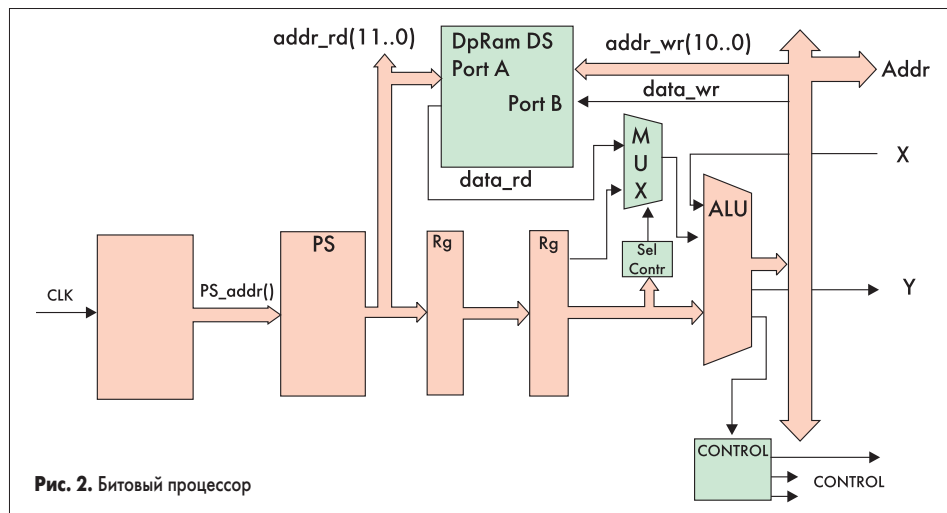 addr_rd(11..0)
DpRam DS
Port A
Port B
addr_wr(10..0)
Addr
data_wr
M
U
X
X
data_rd
ALU
PS
Rg
Rg
Sel
Contr
CLK
PS_addr()
Y
CONTROL
CONTROL
Рис. 2. Битовый процессор